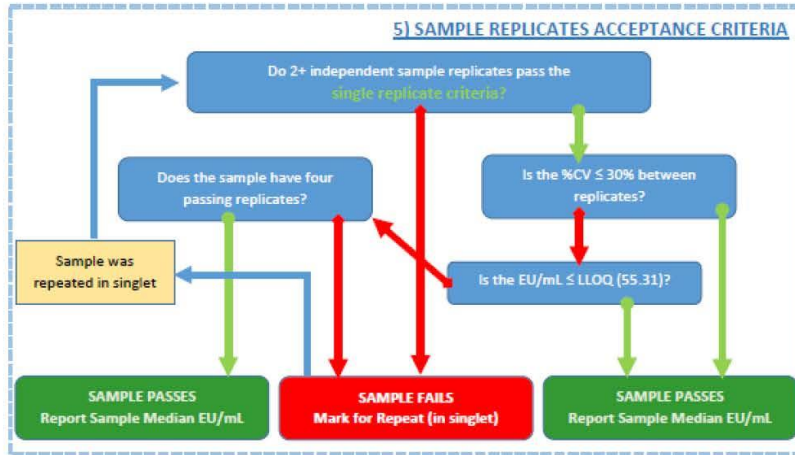 5) SAMPLE REPLICATES ACCEPTANCE CRITERIA
Do 2+ independent sample replicates pass the
single replicate criteria?
Does the sample have four
passing replicates?
Is the %CV ≤ 30% between
replicates?
Sample was
repeated in singlet
Is the EU/mL ≤ LLOQ (55.31)?
SAMPLE PASSES
Report Sample Median EU/mL
SAMPLE FAILS
Mark for Repeat (in singlet)
SAMPLE PASSES
Report Sample Median EU/mL